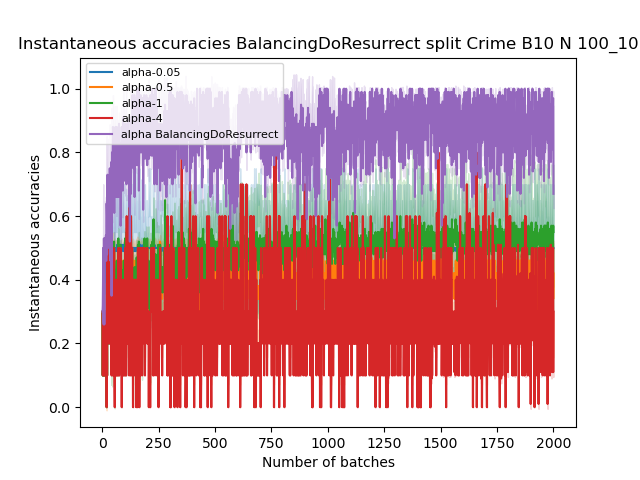 Instantaneous accuracies BalancingDoResurrect split Crime B10 N 100_10
alpha-0.05
alpha-0.5
alpha-1
alpha-4
alpha BalancingDoResurrect
Instantaneous accuracies
1.0
0.8
0.6
0.4
0.2
0.0
0 250 500 750 1000 1250 1500 1750 2000
Number of batches